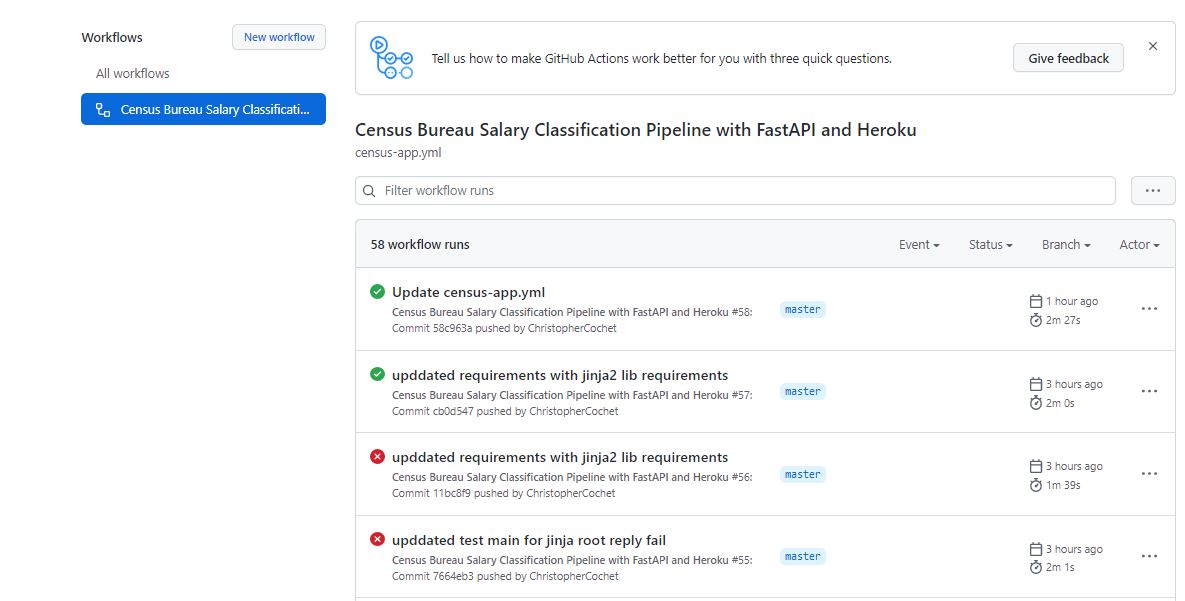 Workflows
New workflow
All workflows
Census Bureau Salary Classificati...
Tell us how to make GitHub Actions work better for you with three quick questions.
Give feedback
Census Bureau Salary Classification Pipeline with FastAPI and Heroku
census-app.yml
Filter workflow runs
58 workflow runs
Event
Status
Branch
Actor
Update census-app.yml
Census Bureau Salary Classification Pipeline with FastAPI and Heroku #58:
Commit 58c963a pushed by ChristopherCochet
master
1 hour ago
2m 27s
upddated requirements with jinja2 lib requirements
Census Bureau Salary Classification Pipeline with FastAPI and Heroku #57:
Commit cb0d547 pushed by ChristopherCochet
master
3 hours ago
2m 0s
upddated requirements with jinja2 lib requirements
Census Bureau Salary Classification Pipeline with FastAPI and Heroku #56:
Commit 11bc8f9 pushed by ChristopherCochet
master
3 hours ago
1m 39s
upddated test main for jinja root reply fail
Census Bureau Salary Classification Pipeline with FastAPI and Heroku #55:
Commit 7664eb3 pushed by ChristopherCochet
master
3 hours ago
2m 1s